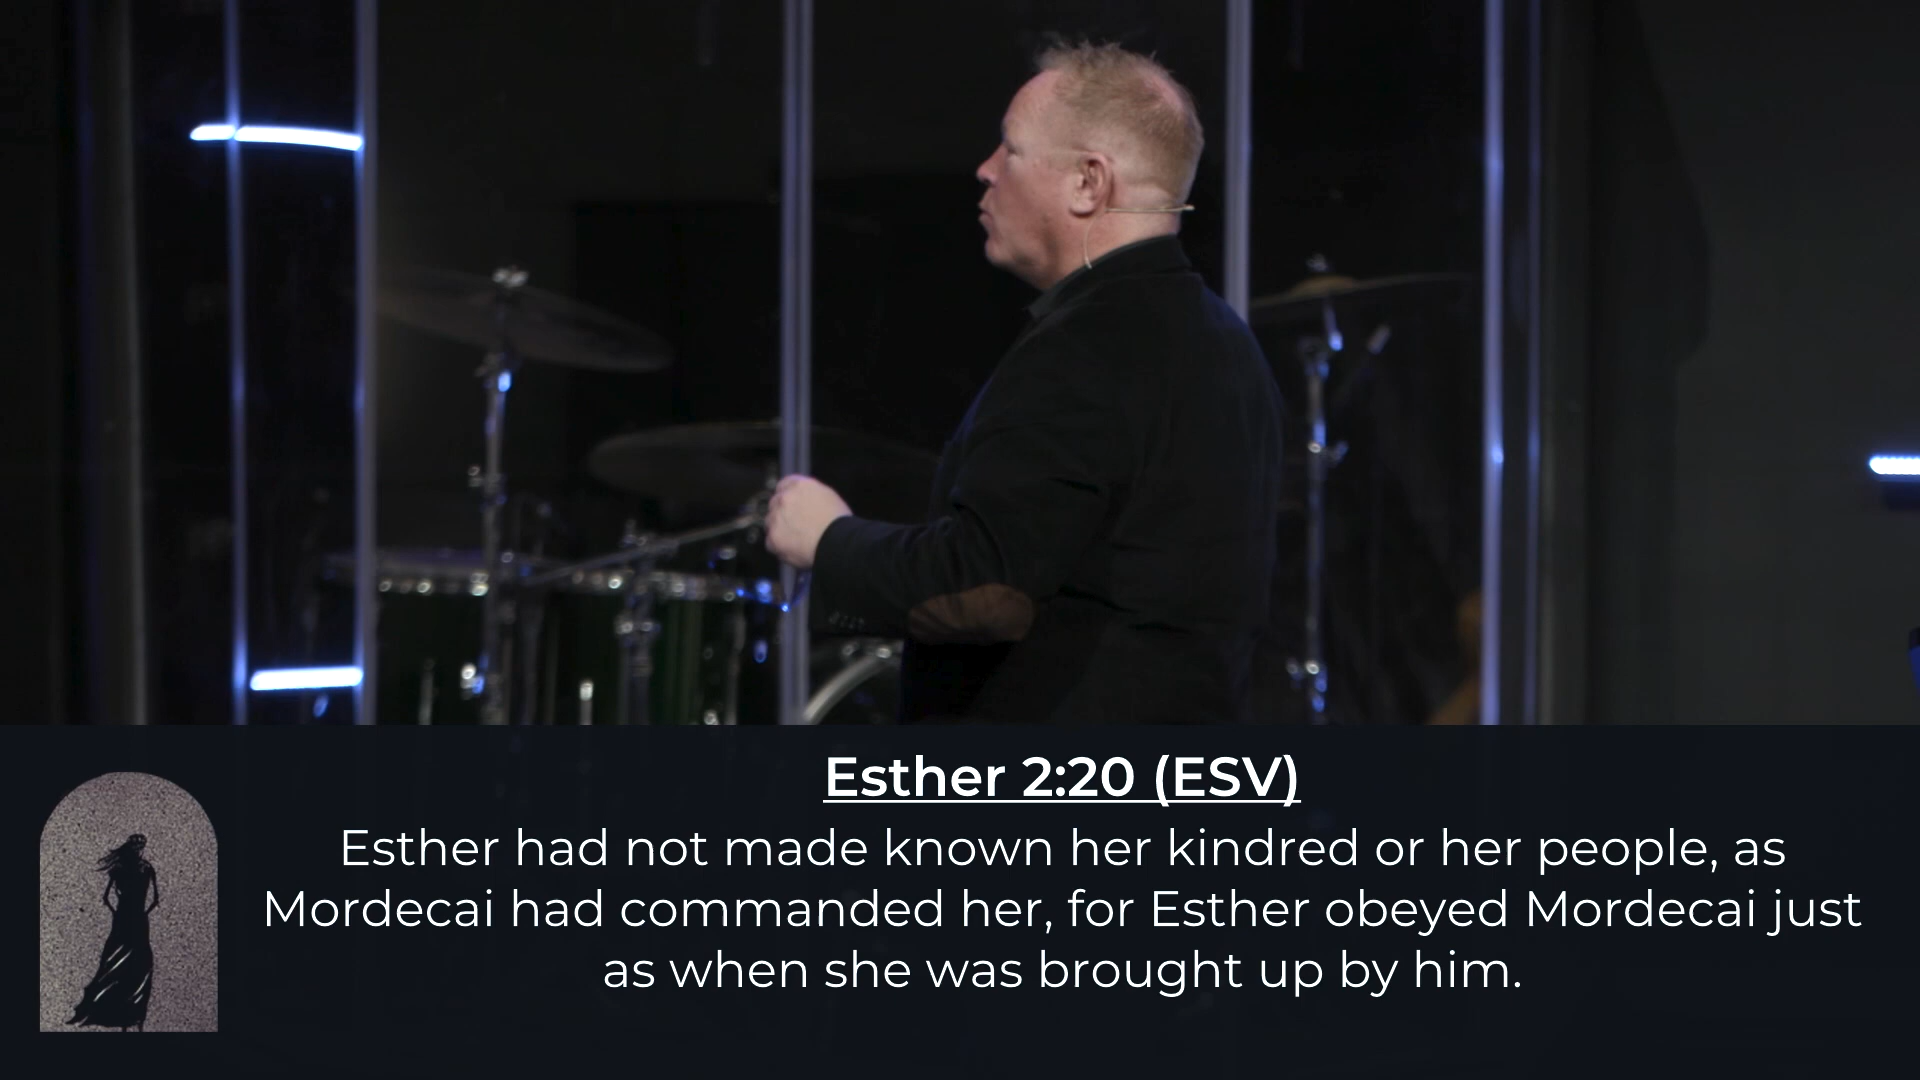 Esther 2:20 (ESV)
Esther had not made known her kindred or her people, as
Mordecai had commanded her, for Esther obeyed Mordecai just
as when she was brought up by him.